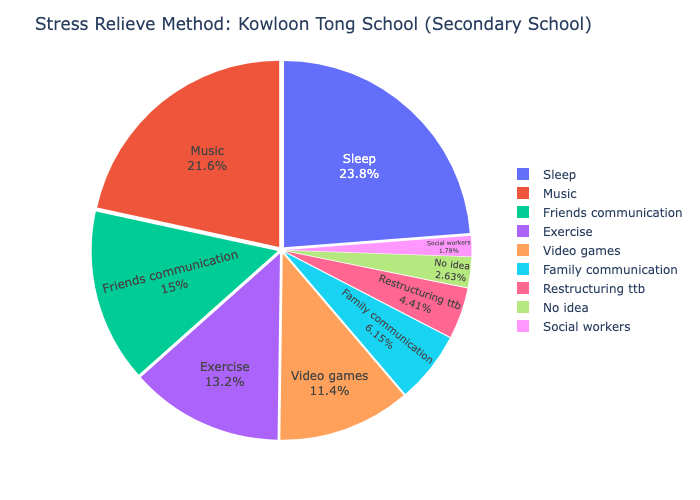 Stress Relieve Method: Kowloon Tong School (Secondary School)
Sleep
23.8%
Music
21.6%
Friends communication
15%
Exercise
13.2%
Video games
11.4%
Family communication
6.15%
Restructuring ttb
4.41%
No idea
2.63%
Social workers
1.78%
Sleep
Music
Friends communication
Exercise
Video games
Family communication
Restructuring ttb
No idea
Social workers